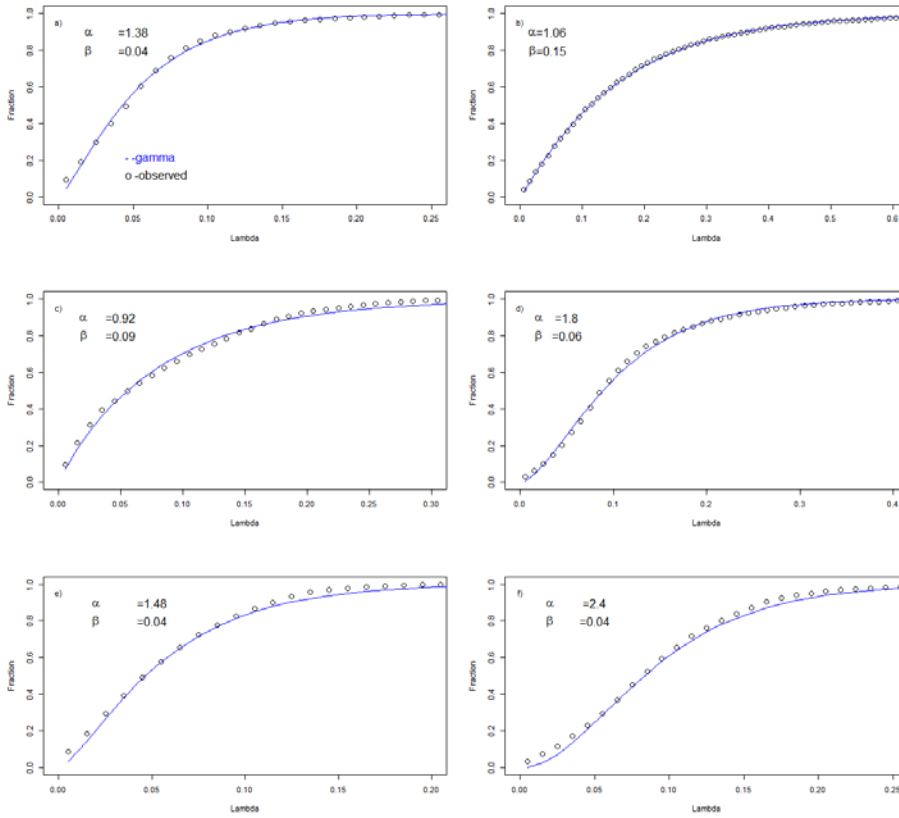 a)
α =1.38
β =0.04
- -gamma
o -observed
Fraction
0.0 0.2 0.4 0.6 0.8 1.0
0.00 0.05 0.10 0.15 0.20 0.25
Lambda
b)
α=1.06
β=0.15
Fraction
0.0 0.2 0.4 0.6 0.8 1.0
0.0 0.1 0.2 0.3 0.4 0.5 0.6
Lambda
c)
α =0.92
β =0.09
Fraction
0.0 0.2 0.4 0.6 0.8 1.0
0.00 0.05 0.10 0.15 0.20 0.25 0.30
Lambda
d)
α =1.8
β =0.06
Fraction
0.0 0.2 0.4 0.6 0.8 1.0
0.0 0.1 0.2 0.3 0.4
Lambda
e)
α =1.48
β =0.04
Fraction
0.0 0.2 0.4 0.6 0.8 1.0
0.00 0.05 0.10 0.15 0.20
Lambda
f)
α =2.4
β =0.04
Fraction
0.0 0.2 0.4 0.6 0.8 1.0
0.00 0.05 0.10 0.15 0.20 0.25
Lambda